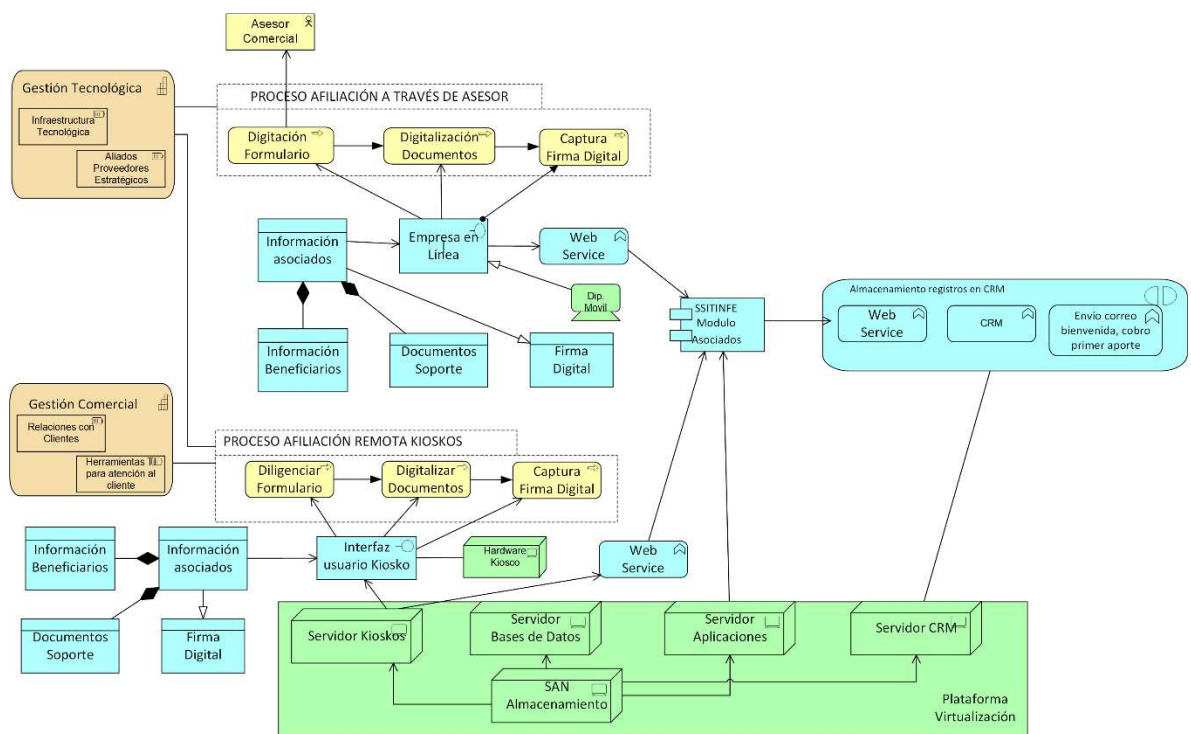 Asesor
Comercial
Gestión Tecnológica
Infraestructura
Tecnológica
Aliados
Proveedores
Estratégicos
PROCESO AFILIACIÓN A TRAVÉS DE ASESOR
Digitación
Formulario
Digitalización
Documentos
Captura
Firma Digital
Información
asociados
Empresa en
Línea
Web
Service
Dip.
Movil
Información
Beneficiarios
Documentos
Soporte
Firma
Digital
SSITINFE
Modulo
Asociados
Almacenamiento registros en CRM
Web
Service
CRM
Envío correo
bienvenida, cobro
primer aporte
Gestión Comercial
Relaciones con
Clientes
Herramientas
para atención al
cliente
PROCESO AFILIACIÓN REMOTA KIOSKOS
Diligenciar
Formulario
Digitalizar
Documentos
Captura
Firma Digital
Información
Beneficiarios
Información
asociados
Interfaz
usuario Kiosko
Hardware
Kiosco
Web
Service
Documentos
Soporte
Firma
Digital
Servidor Kioskos
Servidor
Bases de Datos
Servidor
Aplicaciones
Servidor CRM
SAN
Almacenamiento
Plataforma
Virtualización